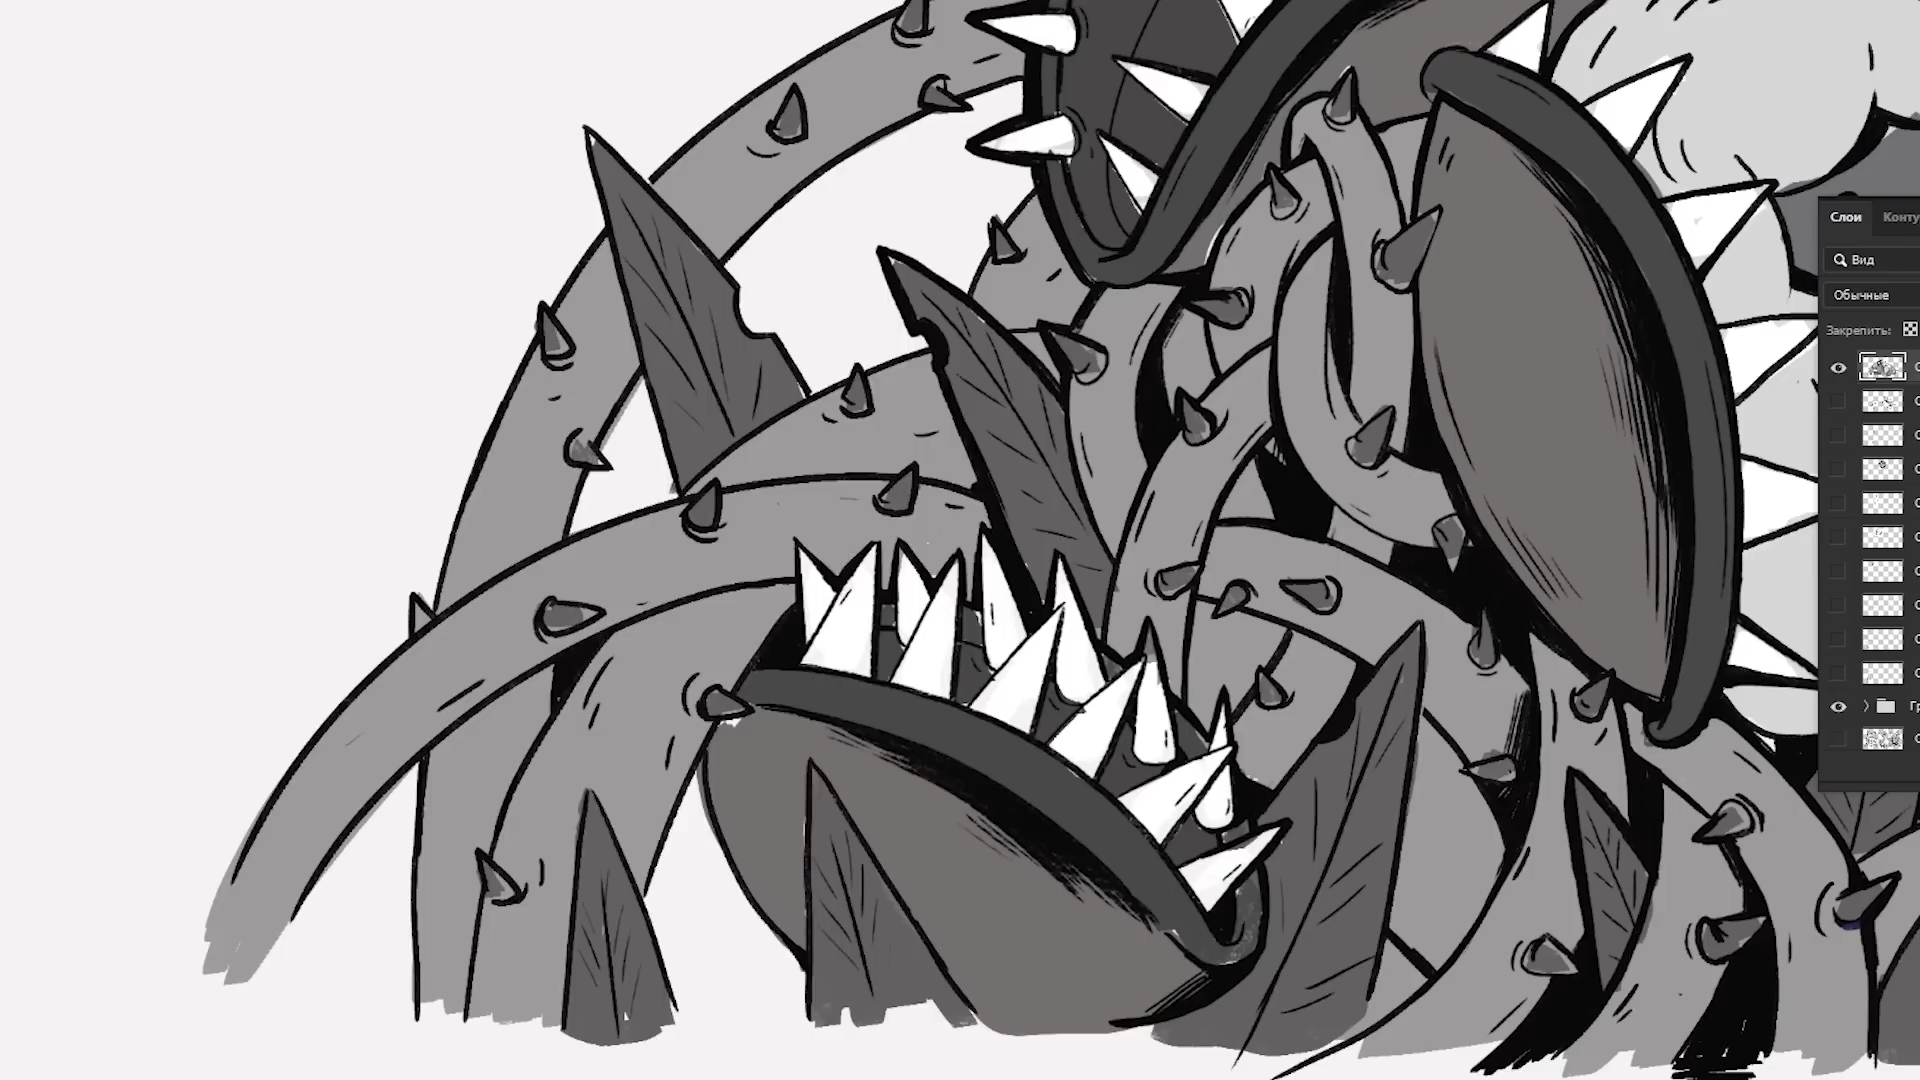 Слои Конту
Вид
Обычные
Закрепить: